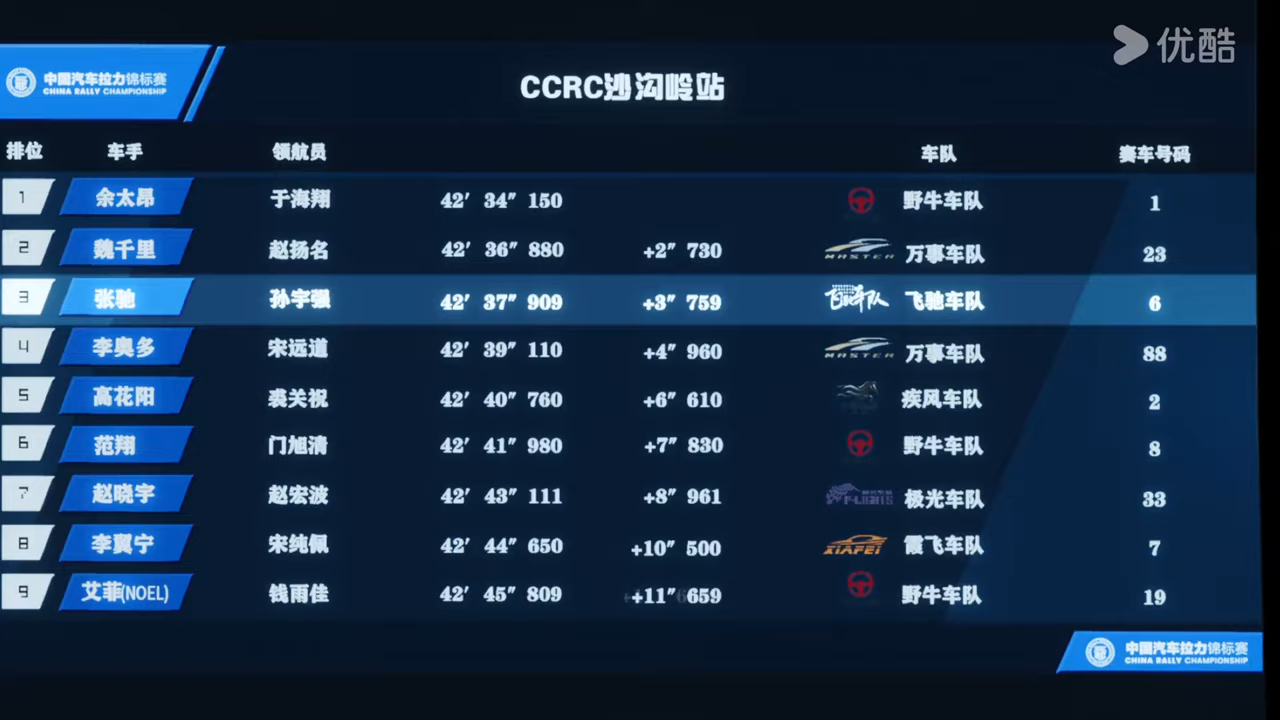 优酷
中国汽车拉力锦标赛
CHINA RALLY CHAMPIONSHIP
CCRC沙沟岭站
排位 车手 领航员 车队 赛车号码
1 余太昂 于海翔 42′ 34″ 150 野牛车队 1
2 魏千里 赵扬名 42′ 36″ 880 +2″ 730 MASTER 万事车队 23
3 张驰 孙宇强 42′ 37″ 909 +3″ 759 飞驰车队 飞驰车队 6
4 李奥多 宋远道 42′ 39″ 110 +4″ 960 MASTER 万事车队 88
5 高花阳 裘关祝 42′ 40″ 760 +6″ 610 疾风车队 2
6 范翔 门旭清 42′ 41″ 980 +7″ 830 野牛车队 8
7 赵晓宇 赵宏波 42′ 43″ 111 +8″ 961 F-LIGHTS 极光车队 33
8 李翼宁 宋纯佩 42′ 44″ 650 +10″ 500 XIAFEI 霞飞车队 7
9 艾菲(NOEL) 钱雨佳 42′ 45″ 809 +11″ 659 野牛车队 19
中国汽车拉力锦标赛
CHINA RALLY CHAMPIONSHIP